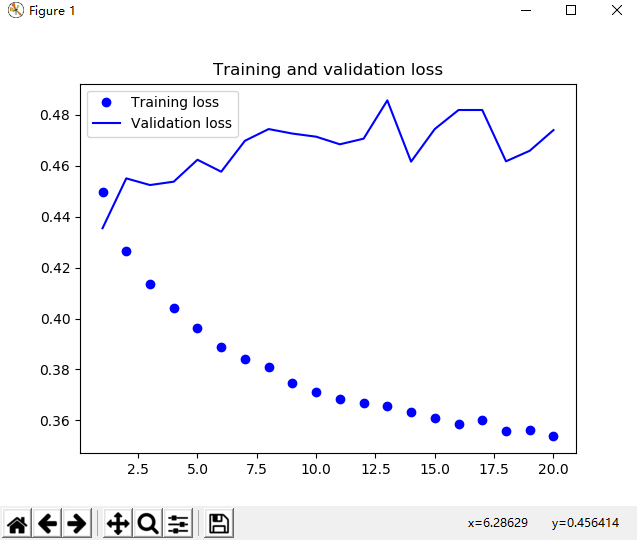 Figure 1
Training and validation loss
Training loss
Validation loss
0.48
0.46
0.44
0.42
0.40
0.38
0.36
2.5 5.0 7.5 10.0 12.5 15.0 17.5 20.0
x=6.28629 y=0.456414